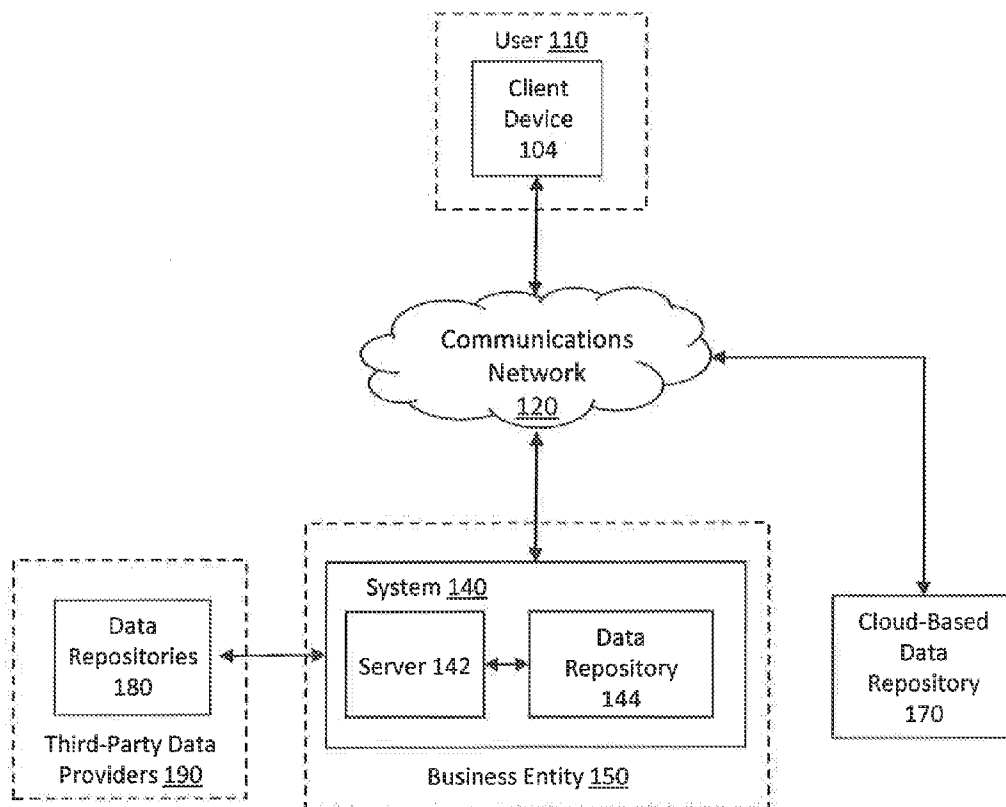 User 110
Client
Device
104
Communications
Network
120
System 140
Server 142
Data
Repository
144
Business Entity 150
Data
Repositories
180
Third-Party Data
Providers 190
Cloud-Based
Data
Repository
170